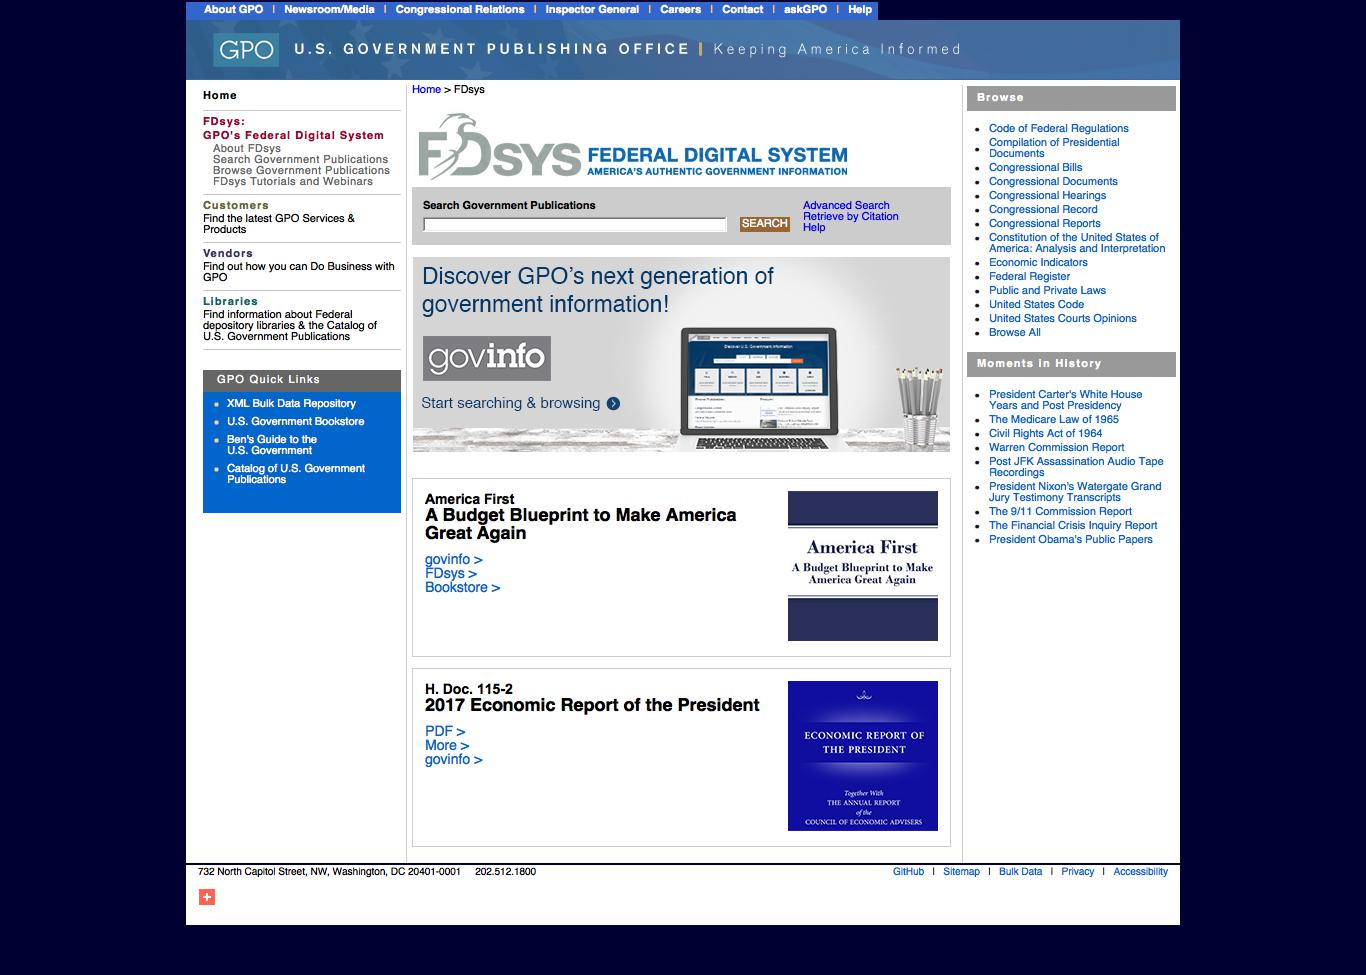 About GPO | Newsroom/Media | Congressional Relations | Inspector General | Careers | Contact | askGPO | Help
GPO U.S. GOVERNMENT PUBLISHING OFFICE | Keeping America Informed
Home
FDsys:
GPO's Federal Digital System
About FDsys
Search Government Publications
Browse Government Publications
FDsys Tutorials and Webinars
Customers
Find the latest GPO Services &
Products
Vendors
Find out how you can Do Business with
GPO
Libraries
Find information about Federal
depository libraries & the Catalog of
U.S. Government Publications
GPO Quick Links
XML Bulk Data Repository
U.S. Government Bookstore
Ben's Guide to the
U.S. Government
Catalog of U.S. Government
Publications
Home > FDsys
FDsys FEDERAL DIGITAL SYSTEM
AMERICA'S AUTHENTIC GOVERNMENT INFORMATION
Search Government Publications
SEARCH
Advanced Search
Retrieve by Citation
Help
Discover GPO's next generation of
government information!
govinfo
Start searching & browsing
America First
A Budget Blueprint to Make America
Great Again
govinfo >
FDsys >
Bookstore >
America First
A Budget Blueprint to Make
America Great Again
H. Doc. 115-2
2017 Economic Report of the President
PDF >
More >
govinfo >
ECONOMIC REPORT OF
THE PRESIDENT
Together With
THE ANNUAL REPORT
of the
COUNCIL OF ECONOMIC ADVISERS
Browse
Code of Federal Regulations
Compilation of Presidential
Documents
Congressional Bills
Congressional Documents
Congressional Hearings
Congressional Record
Congressional Reports
Constitution of the United States of
America: Analysis and Interpretation
Economic Indicators
Federal Register
Public and Private Laws
United States Code
United States Courts Opinions
Browse All
Moments in History
President Carter's White House
Years and Post Presidency
The Medicare Law of 1965
Civil Rights Act of 1964
Warren Commission Report
Post JFK Assassination Audio Tape
Recordings
President Nixon's Watergate Grand
Jury Testimony Transcripts
The 9/11 Commission Report
The Financial Crisis Inquiry Report
President Obama's Public Papers
732 North Capitol Street, NW, Washington, DC 20401-0001 202.512.1800
GitHub | Sitemap | Bulk Data | Privacy | Accessibility